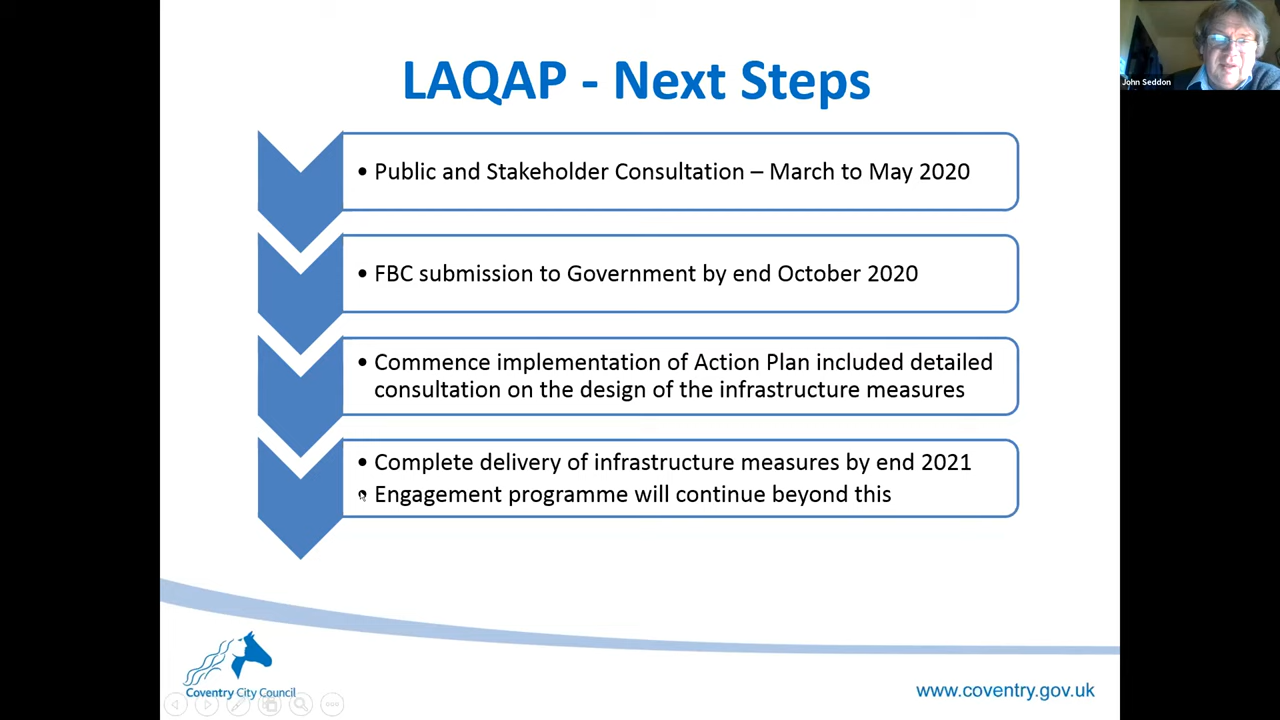 LAQAP - Next Steps
John Seddon
• Public and Stakeholder Consultation – March to May 2020
• FBC submission to Government by end October 2020
• Commence implementation of Action Plan included detailed
consultation on the design of the infrastructure measures
• Complete delivery of infrastructure measures by end 2021
• Engagement programme will continue beyond this
Coventry City Council
www.coventry.gov.uk